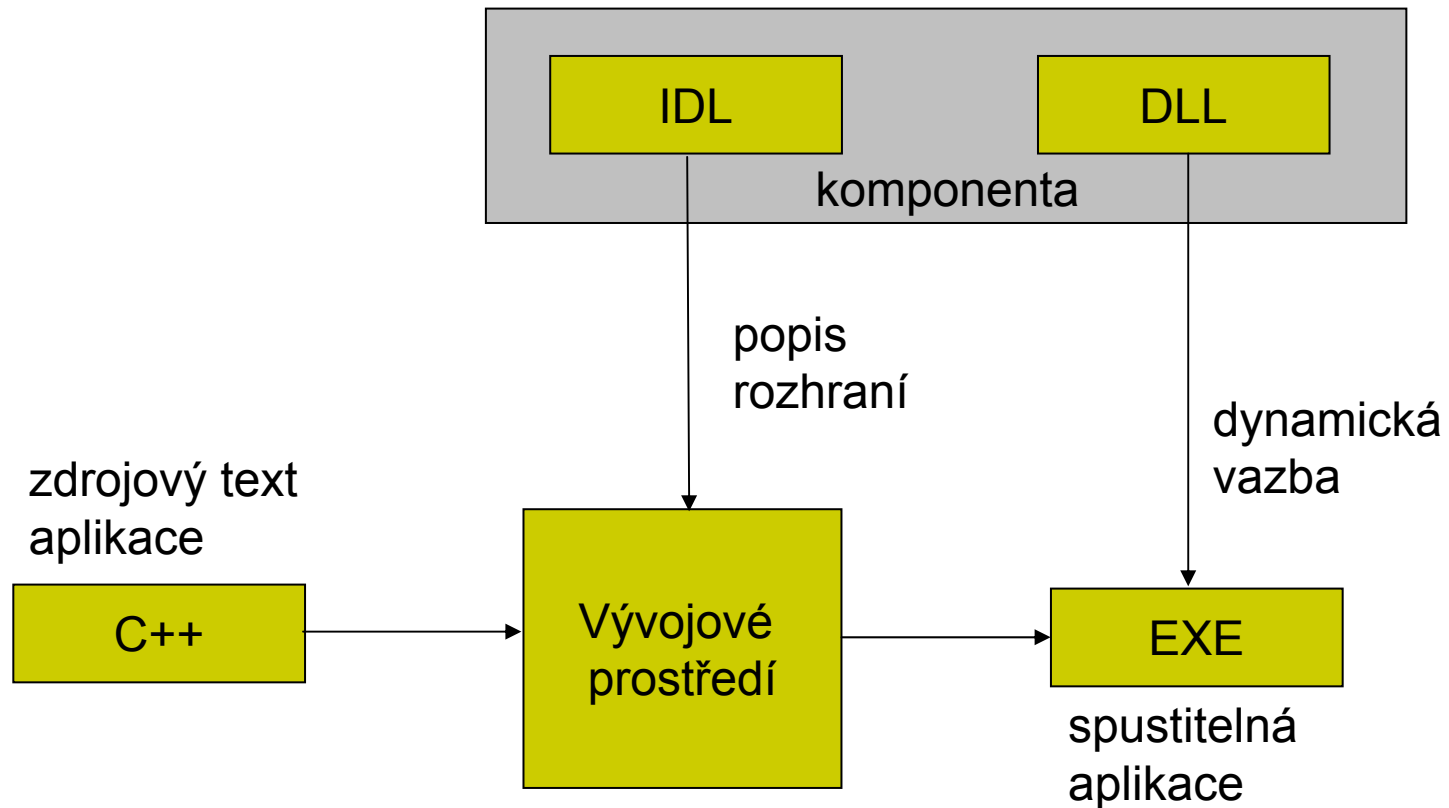 IDL
DLL
komponenta
popis
rozhraní
dynamická
vazba
zdrojový text
aplikace
C++
Vývojové
prostředí
EXE
spustitelná
aplikace